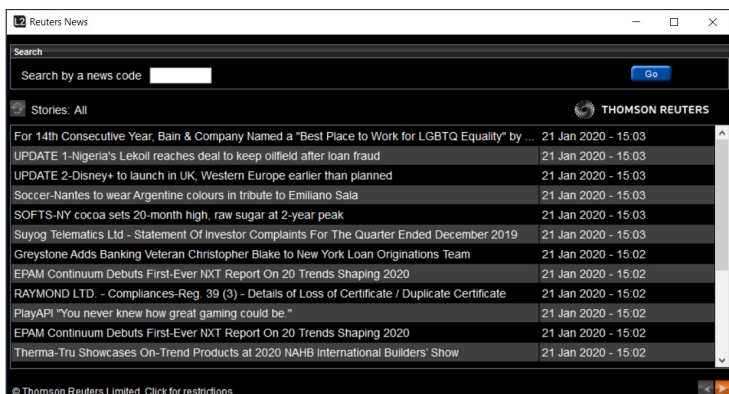 L2 Reuters News
Search
Search by a news code
Go
Stories: All
THOMSON REUTERS
For 14th Consecutive Year, Bain & Company Named a "Best Place to Work for LGBTQ Equality" by ... 21 Jan 2020 - 15:03
UPDATE 1-Nigeria's Lekoil reaches deal to keep oilfield after loan fraud 21 Jan 2020 - 15:03
UPDATE 2-Disney+ to launch in UK, Western Europe earlier than planned 21 Jan 2020 - 15:03
Soccer-Nantes to wear Argentine colours in tribute to Emiliano Sala 21 Jan 2020 - 15:03
SOFTS-NY cocoa sets 20-month high, raw sugar at 2-year peak 21 Jan 2020 - 15:03
Suyog Telematics Ltd - Statement Of Investor Complaints For The Quarter Ended December 2019 21 Jan 2020 - 15:03
Greystone Adds Banking Veteran Christopher Blake to New York Loan Originations Team 21 Jan 2020 - 15:02
EPAM Continuum Debuts First-Ever NXT Report On 20 Trends Shaping 2020 21 Jan 2020 - 15:02
RAYMOND LTD. - Compliances-Reg. 39 (3) - Details of Loss of Certificate / Duplicate Certificate 21 Jan 2020 - 15:02
PlayAPI "You never knew how great gaming could be." 21 Jan 2020 - 15:02
EPAM Continuum Debuts First-Ever NXT Report On 20 Trends Shaping 2020 21 Jan 2020 - 15:02
Therma-Tru Showcases On-Trend Products at 2020 NAHB International Builders' Show 21 Jan 2020 - 15:02
© Thomson Reuters Limited. Click for restrictions